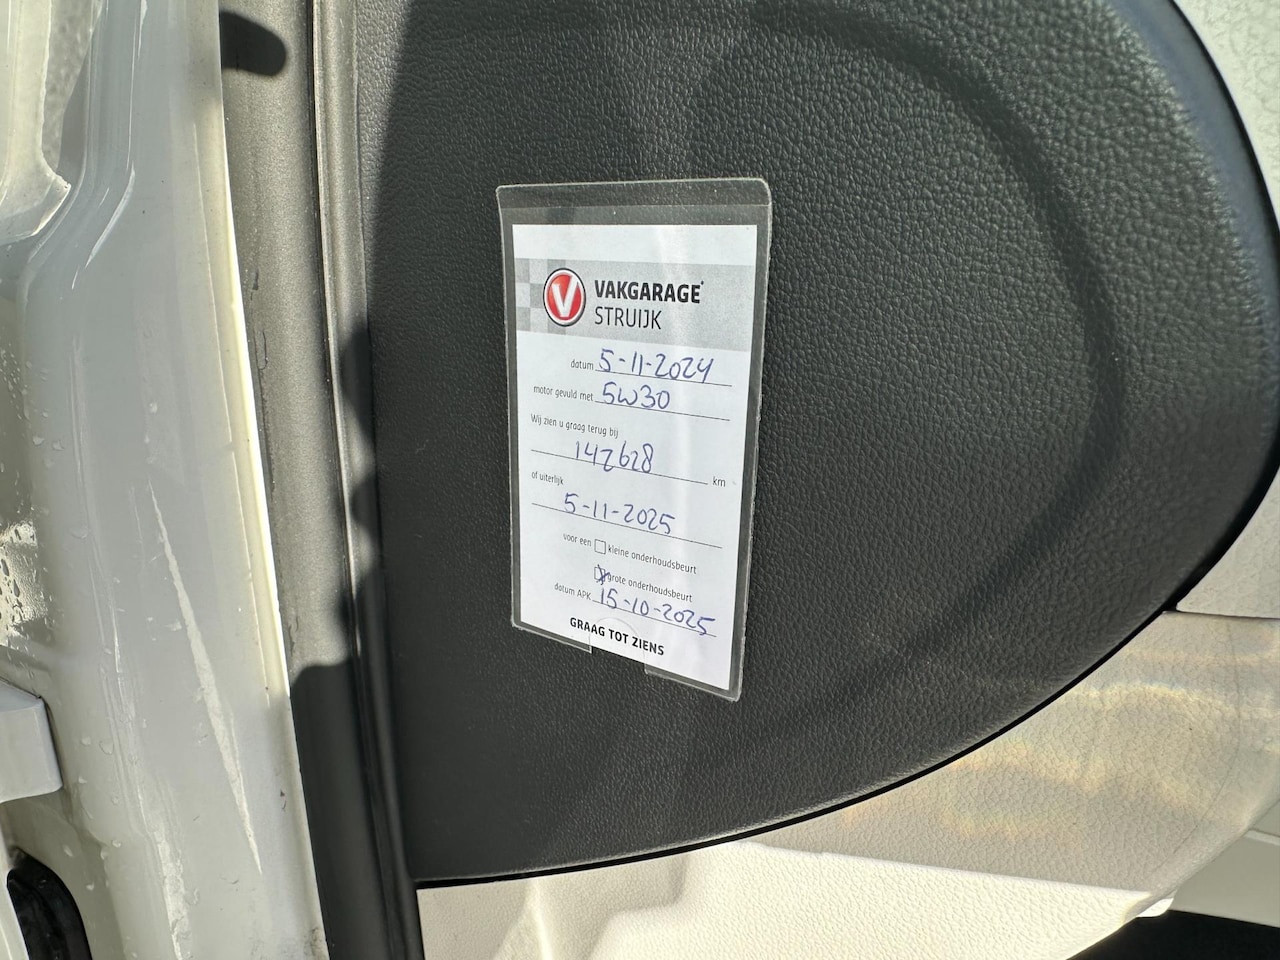 V VAKGARAGE
STRUIJK
datum 5-11-2024
motor gevuld met 5W30
Wij zien u graag terug bij
142628 km
of uiterlijk
5-11-2025
voor een kleine onderhoudsbeurt
grote onderhoudsbeurt
datum APK 15-10-2025
GRAAG TOT ZIENS